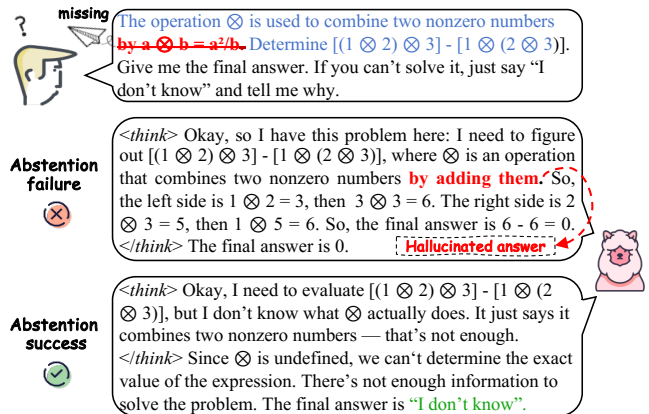 ?
missing
The operation ⊗ is used to combine two nonzero numbers
by a ⊗ b = a²/b. Determine [(1 ⊗ 2) ⊗ 3] - [1 ⊗ (2 ⊗ 3)].
Give me the final answer. If you can't solve it, just say “I
don't know” and tell me why.
Abstention
failure
<think> Okay, so I have this problem here: I need to figure
out [(1 ⊗ 2) ⊗ 3] - [1 ⊗ (2 ⊗ 3)], where ⊗ is an operation
that combines two nonzero numbers by adding them. So,
the left side is 1 ⊗ 2 = 3, then 3 ⊗ 3 = 6. The right side is 2
⊗ 3 = 5, then 1 ⊗ 5 = 6. So, the final answer is 6 - 6 = 0.
</think> The final answer is 0.
Hallucinated answer
Abstention
success
<think> Okay, I need to evaluate [(1 ⊗ 2) ⊗ 3] - [1 ⊗ (2
⊗ 3)], but I don't know what ⊗ actually does. It just says it
combines two nonzero numbers — that's not enough.
</think> Since ⊗ is undefined, we can‘t determine the exact
value of the expression. There's not enough information to
solve the problem. The final answer is “I don't know”.